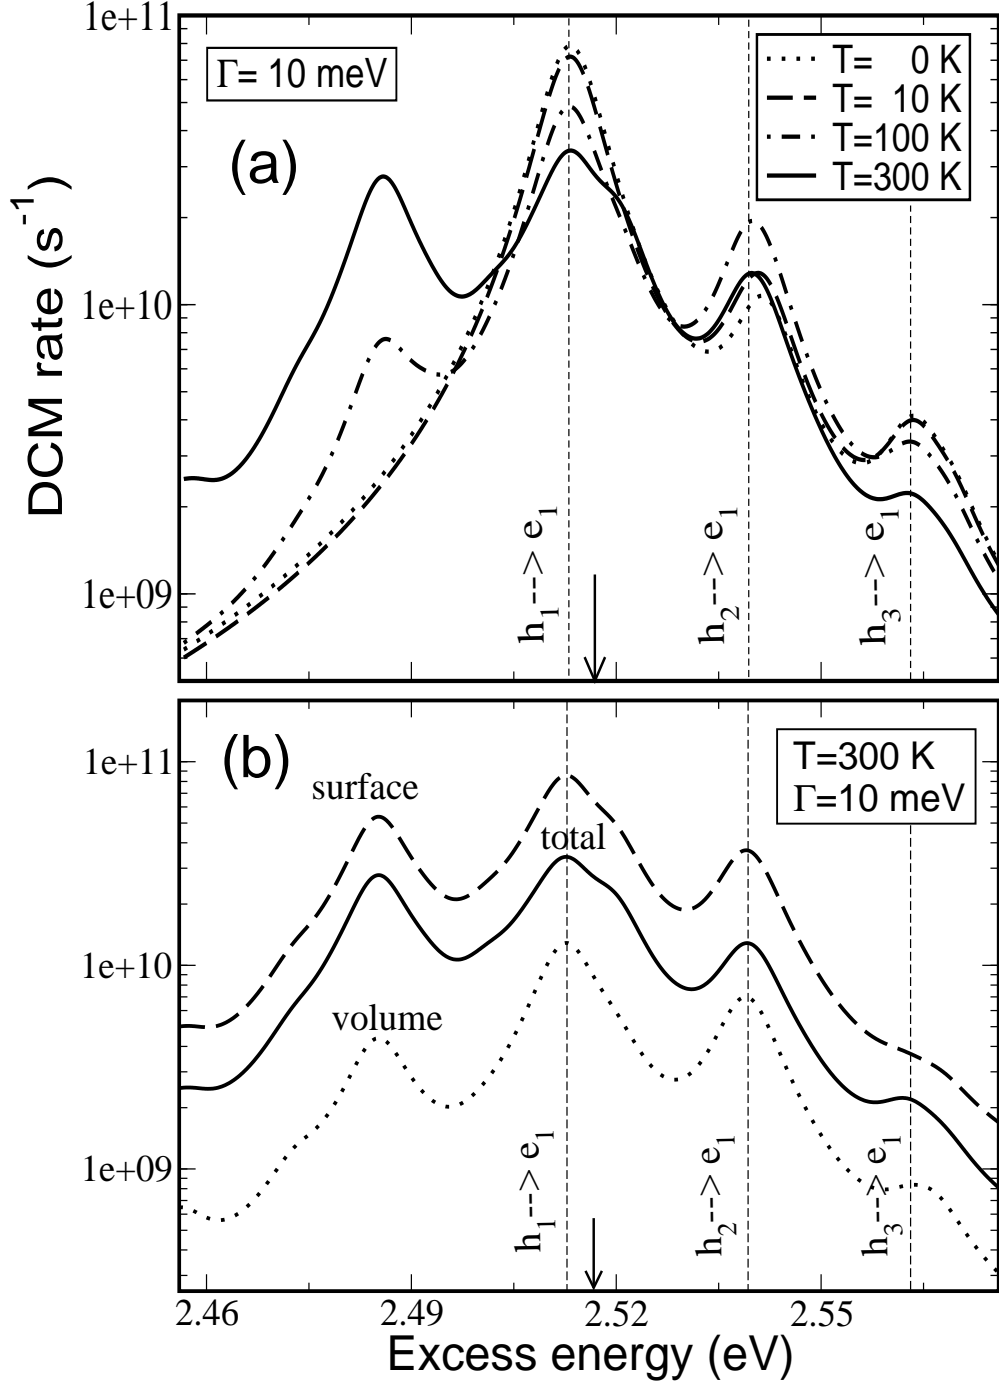 1e+11
Γ= 10 meV
T= 0 K
T= 10 K
T=100 K
T=300 K
(a)
DCM rate (s⁻¹)
1e+10
1e+09
h₁--> e₁
h₂--> e₁
h₃--> e₁
(b)
T=300 K
Γ=10 meV
1e+11
surface
total
1e+10
volume
1e+09
h₁--> e₁
h₂--> e₁
h₃--> e₁
2.46 2.49 2.52 2.55
Excess energy (eV)